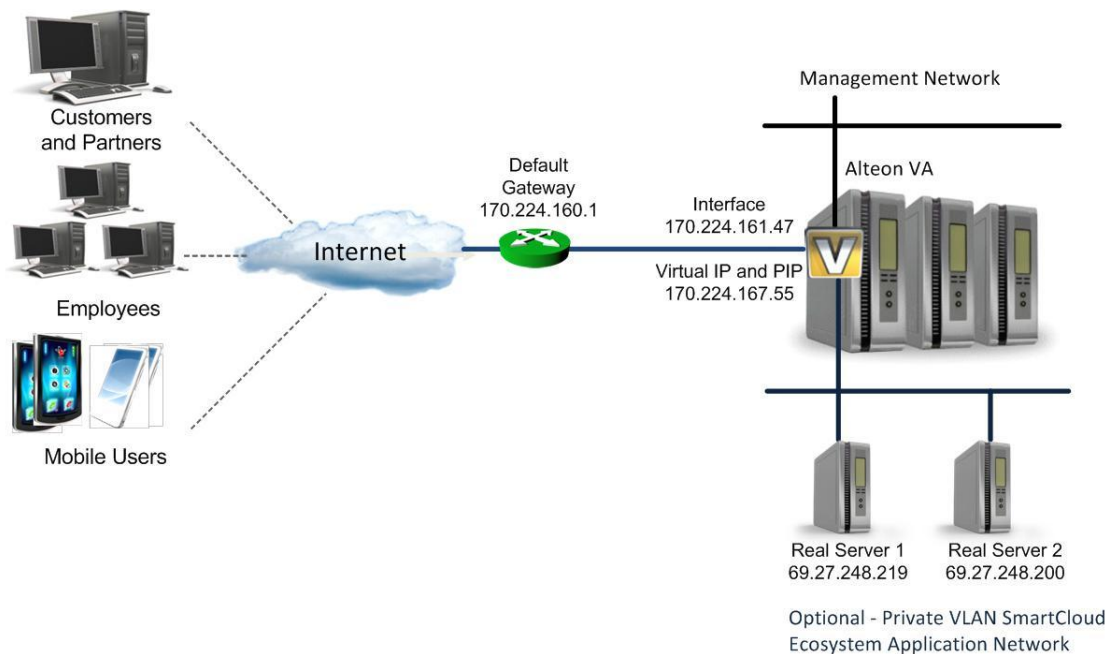 Customers
and Partners
Employees
Mobile Users
Internet
Default
Gateway
170.224.160.1
Interface
170.224.161.47
Virtual IP and PIP
170.224.167.55
Management Network
Alteon VA
V
Real Server 1
69.27.248.219
Real Server 2
69.27.248.200
Optional - Private VLAN SmartCloud
Ecosystem Application Network